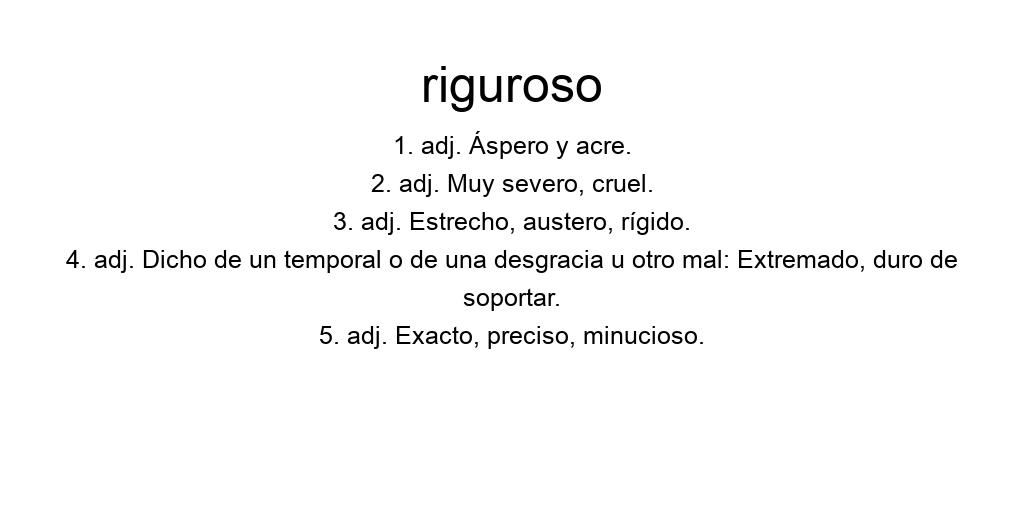 riguroso
1. adj. Áspero y acre.
2. adj. Muy severo, cruel.
3. adj. Estrecho, austero, rígido.
4. adj. Dicho de un temporal o de una desgracia u otro mal: Extremado, duro de
soportar.
5. adj. Exacto, preciso, minucioso.